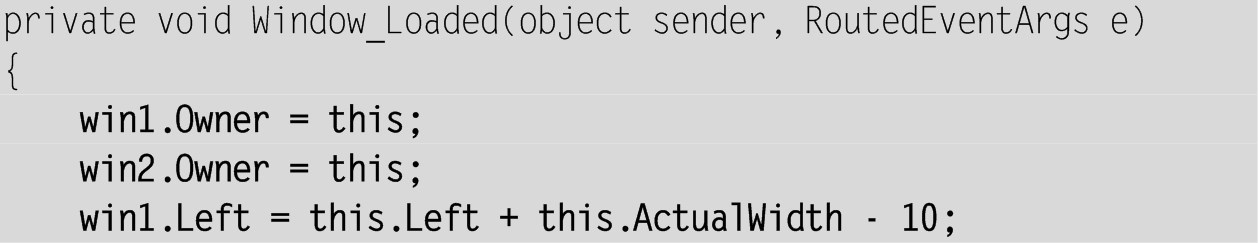 private void Window_Loaded(object sender, RoutedEventArgs e)
{
    win1.Owner = this;
    win2.Owner = this;
    win1.Left = this.Left + this.ActualWidth - 10;